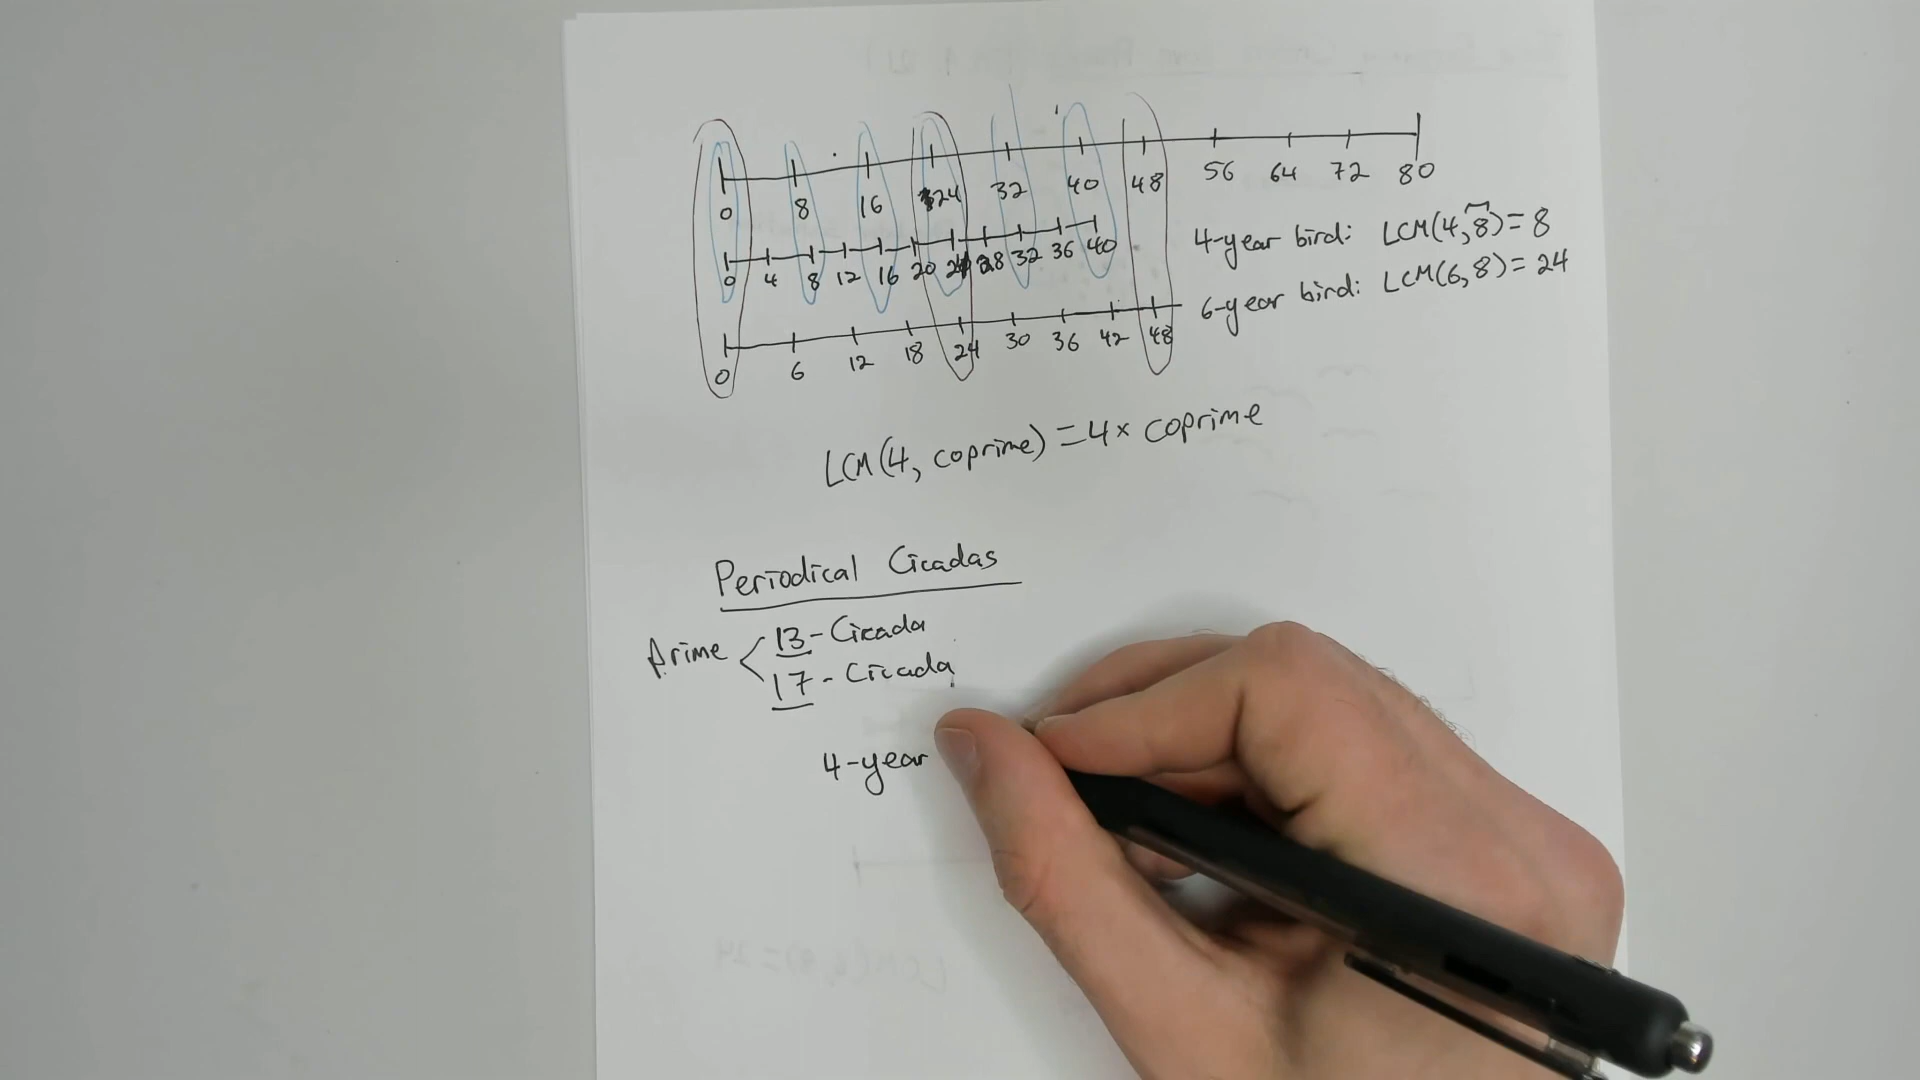 0 8 16 24 32 40 48 56 64 72 80
0 4 8 12 16 20 24 28 32 36 40
4-year bird: LCM(4,8)=8
6-year bird: LCM(6,8)=24
0 6 12 18 24 30 36 42 48
LCM(4, coprime) = 4× coprime
Periodical Cicadas
Prime < 13-Cicada
17-Cicada
4-year